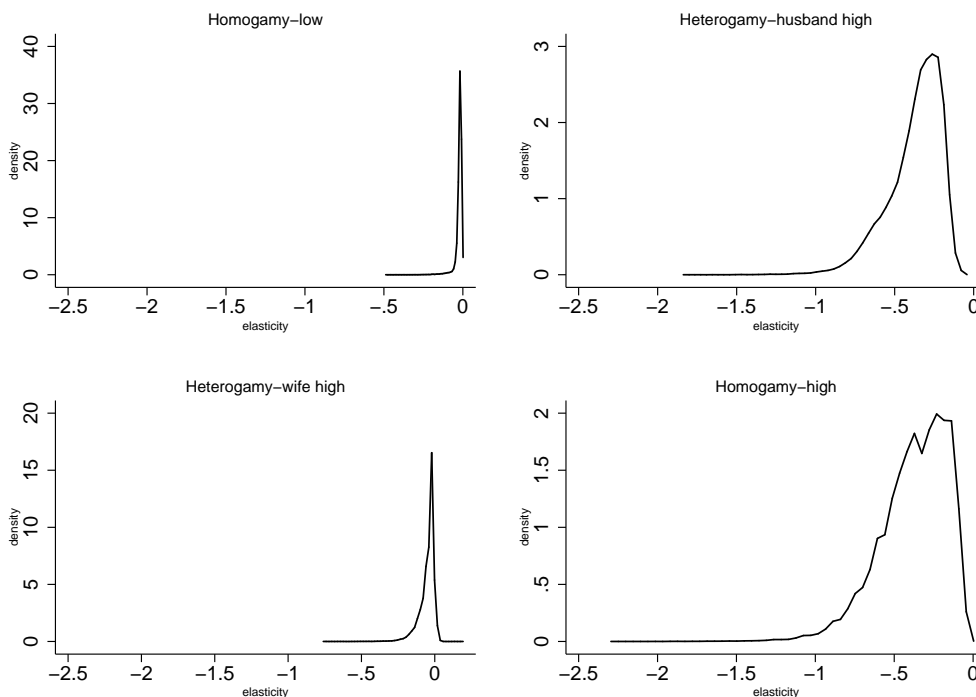 Homogamy−low
density
40
30
20
10
0
−2.5 −2 −1.5 −1 −.5 0
elasticity
Heterogamy−husband high
density
3
2
1
0
−2.5 −2 −1.5 −1 −.5 0
elasticity
Heterogamy−wife high
density
20
15
10
5
0
−2.5 −2 −1.5 −1 −.5 0
elasticity
Homogamy−high
density
2
1.5
1
.5
0
−2.5 −2 −1.5 −1 −.5 0
elasticity